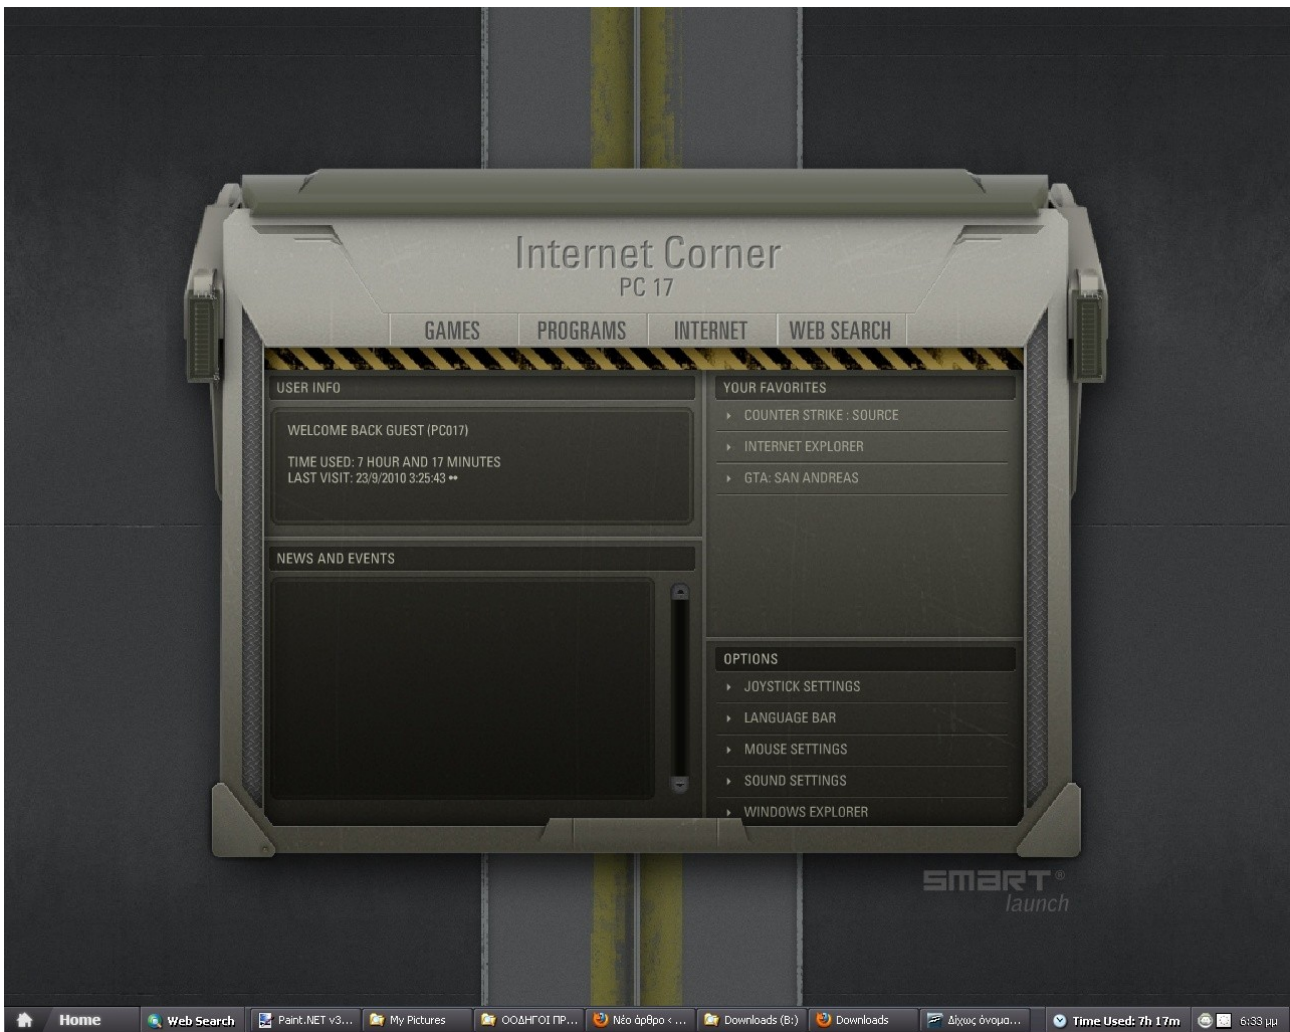 Internet Corner
PC 17
GAMES PROGRAMS INTERNET WEB SEARCH
USER INFO
WELCOME BACK GUEST (PC017)
TIME USED: 7 HOUR AND 17 MINUTES
LAST VISIT: 23/9/2010 3:25:43 ••
NEWS AND EVENTS
YOUR FAVORITES
COUNTER STRIKE : SOURCE
INTERNET EXPLORER
GTA: SAN ANDREAS
OPTIONS
JOYSTICK SETTINGS
LANGUAGE BAR
MOUSE SETTINGS
SOUND SETTINGS
WINDOWS EXPLORER
SMART®
launch
Home Web Search Paint.NET v3... My Pictures ΟΟΔΗΓΟΙ ΠΡ... Νέο άρθρο ‹ ... Downloads (B:) Downloads Δίχως όνομα... Time Used: 7h 17m 6:33 μμ